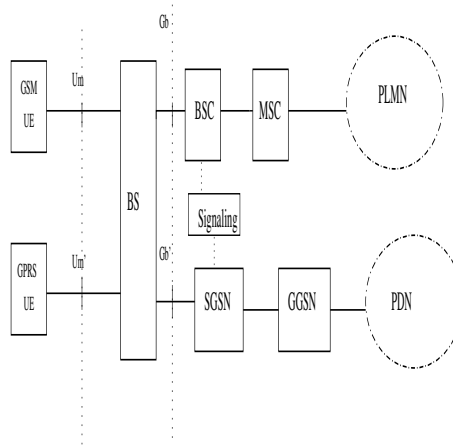 Gb
GSM
UE
Um
BSC
MSC
PLMN
BS
Signaling
GPRS
UE
Um'
Gb'
SGSN
GGSN
PDN